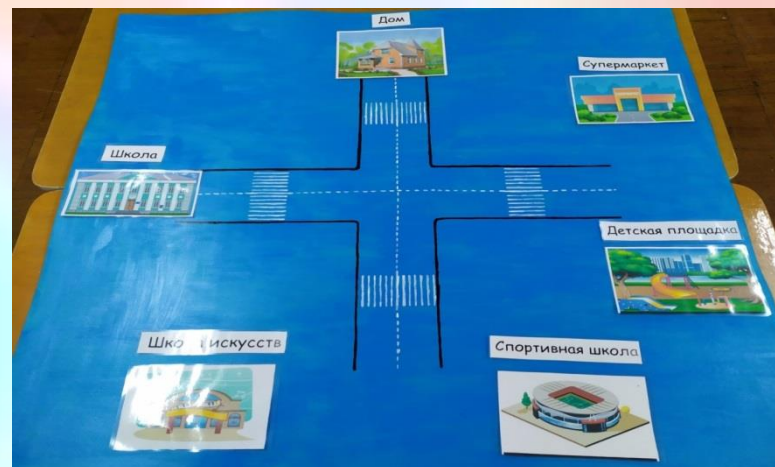 Дом
Супермаркет
Школа
Детская площадка
искусств
Спортивная школа